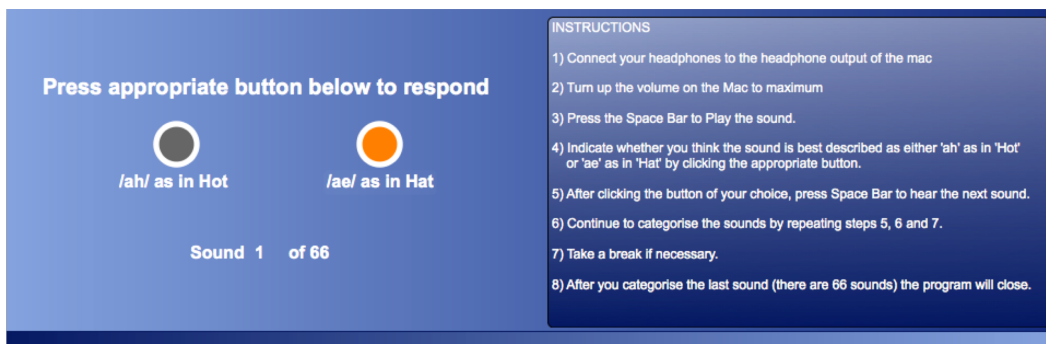 Press appropriate button below to respond
/ah/ as in Hot
/ae/ as in Hat
Sound 1 of 66
INSTRUCTIONS
1) Connect your headphones to the headphone output of the mac
2) Turn up the volume on the Mac to maximum
3) Press the Space Bar to Play the sound.
4) Indicate whether you think the sound is best described as either 'ah' as in 'Hot'
or 'ae' as in 'Hat' by clicking the appropriate button.
5) After clicking the button of your choice, press Space Bar to hear the next sound.
6) Continue to categorise the sounds by repeating steps 5, 6 and 7.
7) Take a break if necessary.
8) After you categorise the last sound (there are 66 sounds) the program will close.